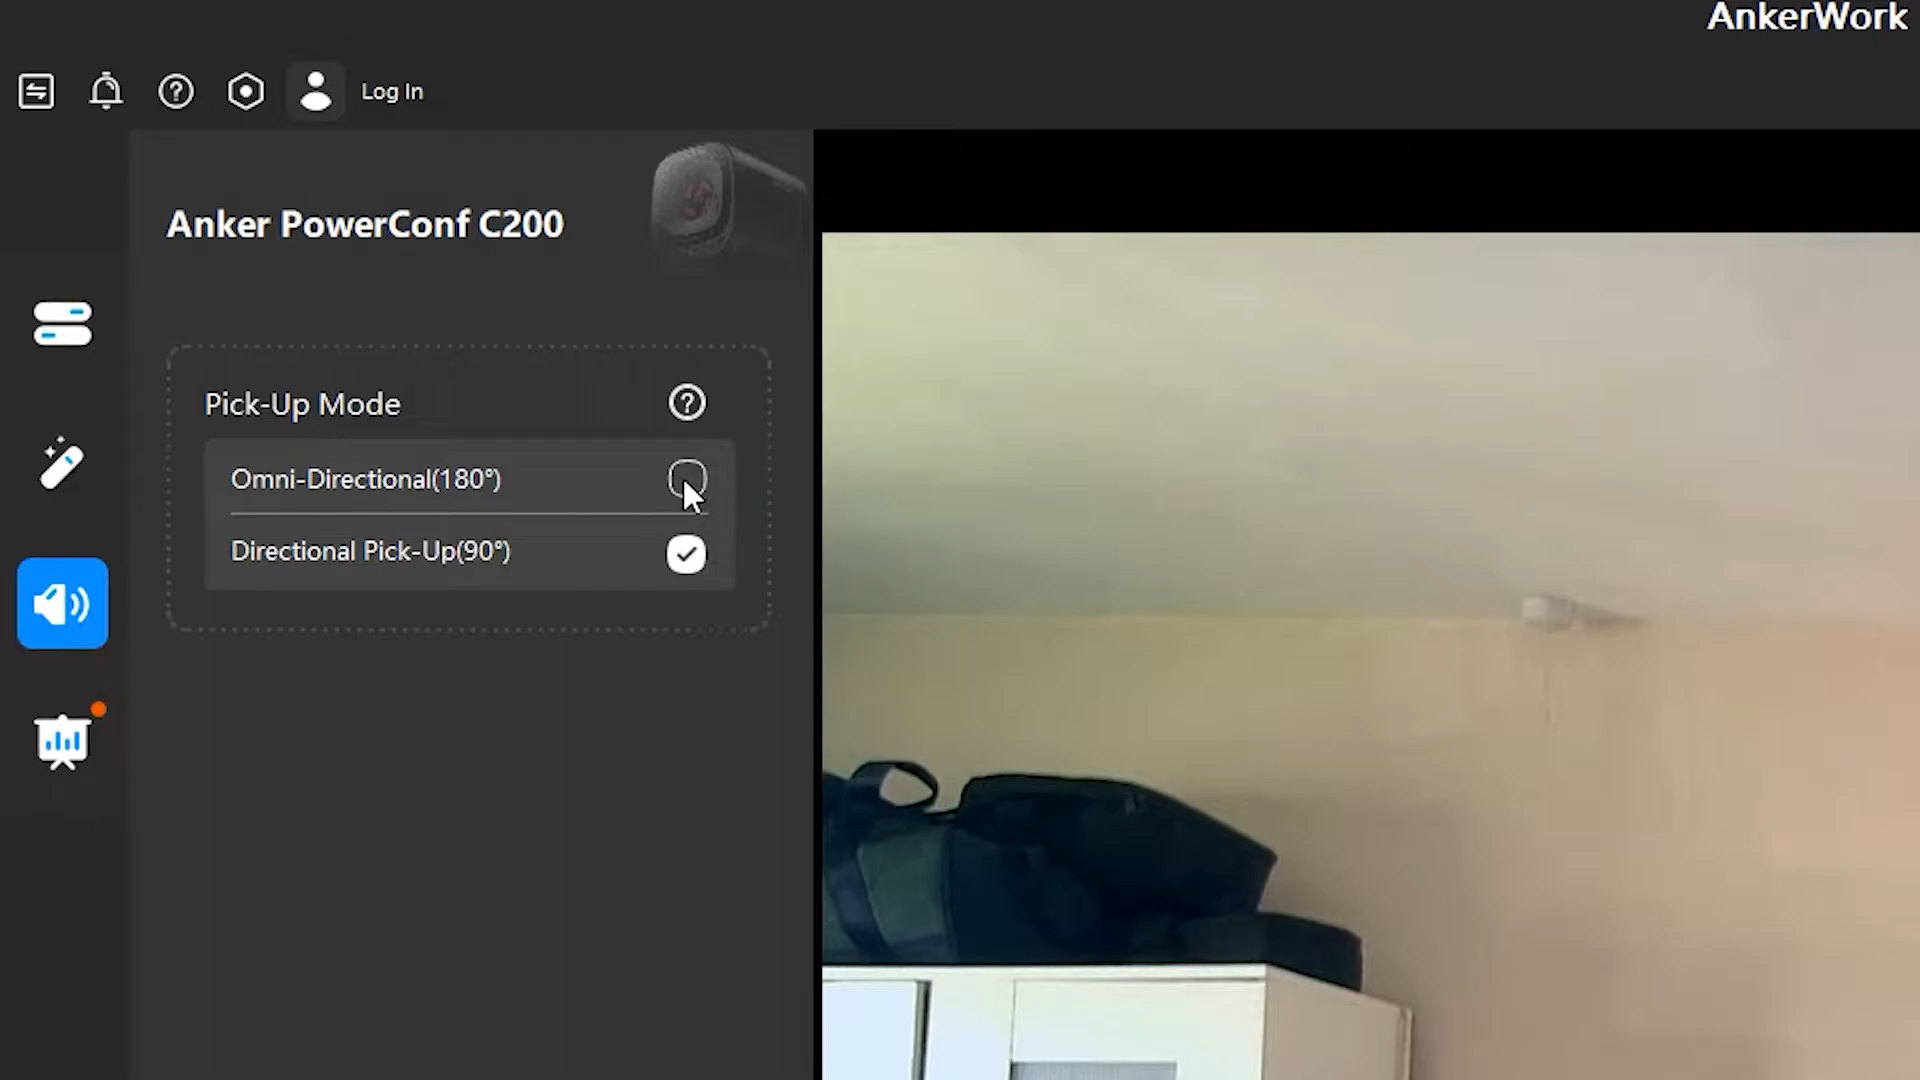 AnkerWork
Log In
Anker PowerConf C200
Pick-Up Mode
Omni-Directional(180°)
Directional Pick-Up(90°)